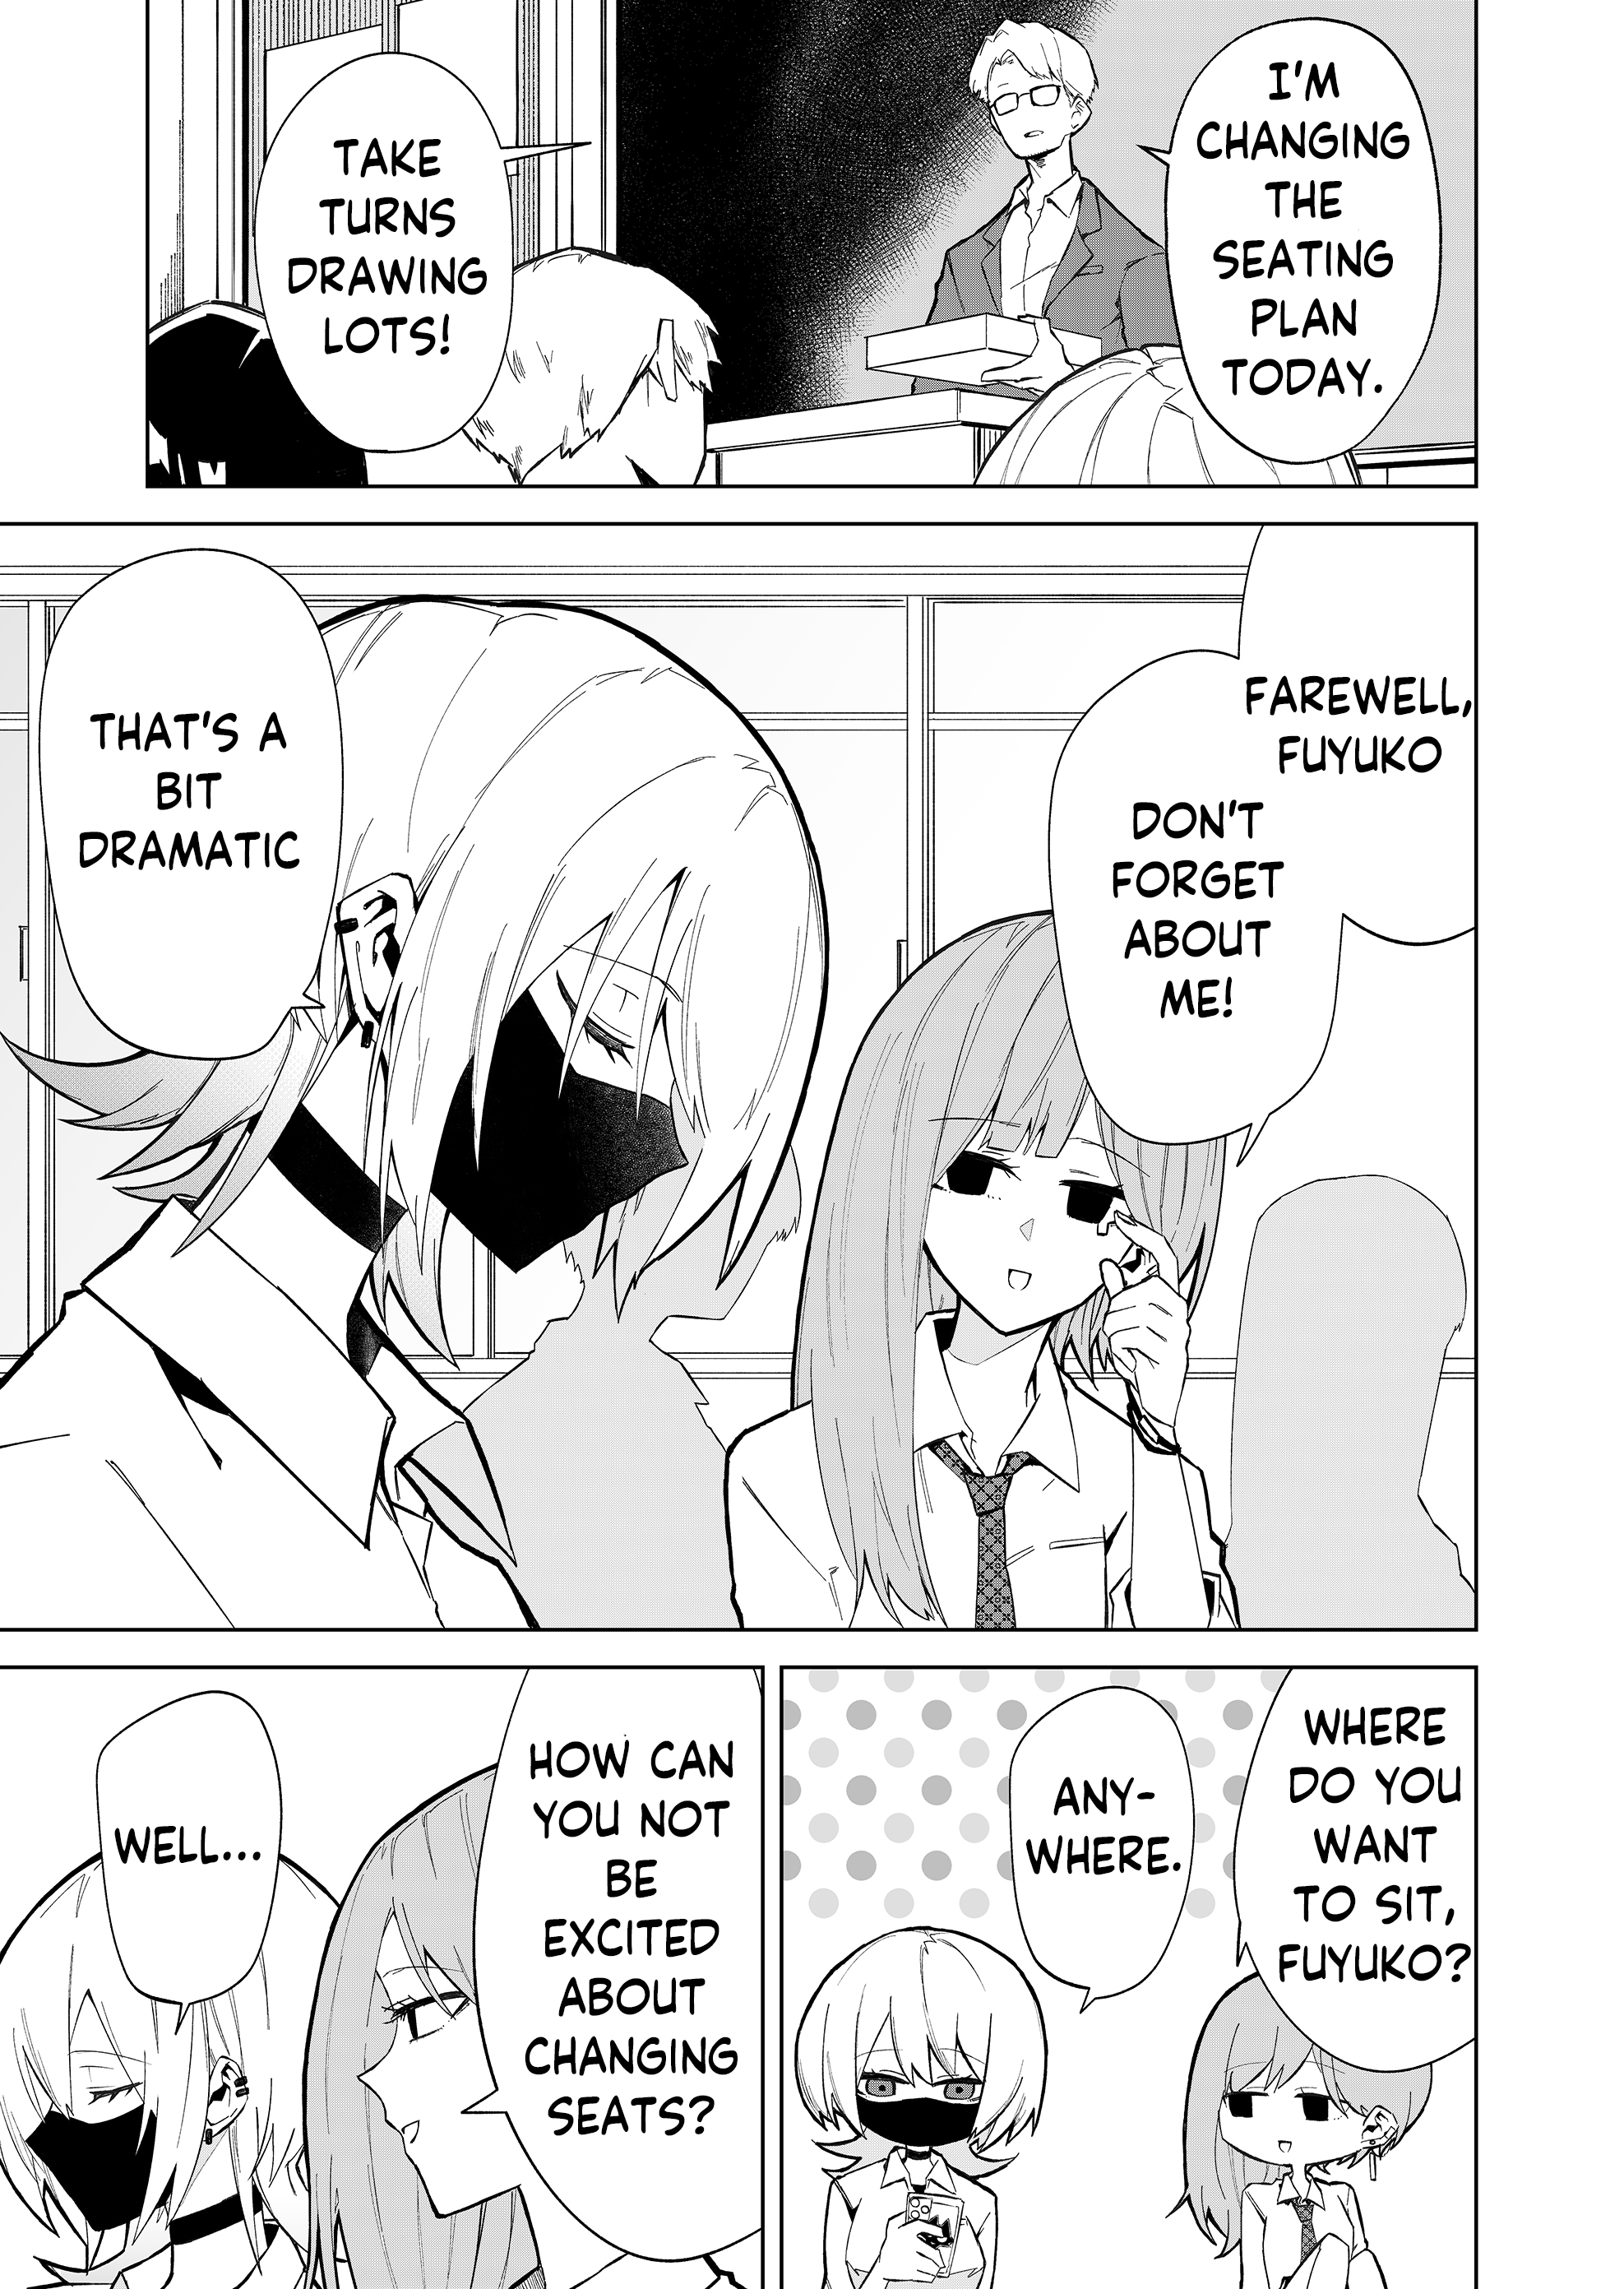 I'M
CHANGING
THE
SEATING
PLAN
TODAY.
TAKE
TURNS
DRAWING
LOTS!
FAREWELL,
FUYUKO
DON'T
FORGET
ABOUT
ME!
THAT'S A
BIT
DRAMATIC
WHERE
DO YOU
WANT
TO SIT,
FUYUKO?
ANY-
WHERE.
HOW CAN
YOU NOT
BE
EXCITED
ABOUT
CHANGING
SEATS?
WELL...